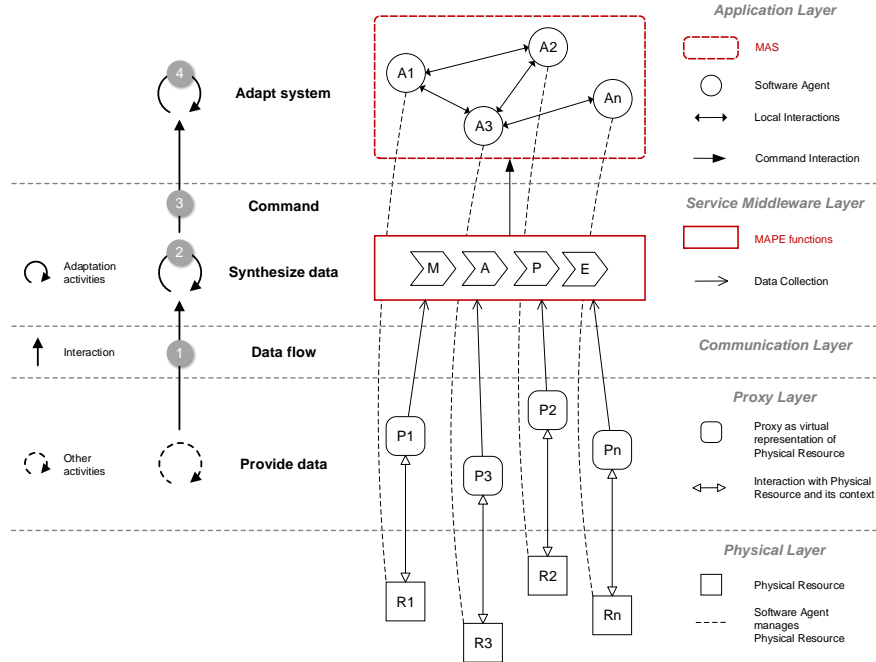 Application Layer
4
Adapt system
A1
A2
A3
An
MAS
Software Agent
Local Interactions
Command Interaction
3
Command
Service Middleware Layer
2
Synthesize data
Adaptation
activities
M
A
P
E
MAPE functions
Data Collection
Interaction
1
Data flow
Communication Layer
Proxy Layer
Other
activities
Provide data
P1
P3
P2
Pn
Proxy as virtual
representation of
Physical Resource
Interaction with Physical
Resource and its context
Physical Layer
R1
R3
R2
Rn
Physical Resource
Software Agent
manages
Physical Resource